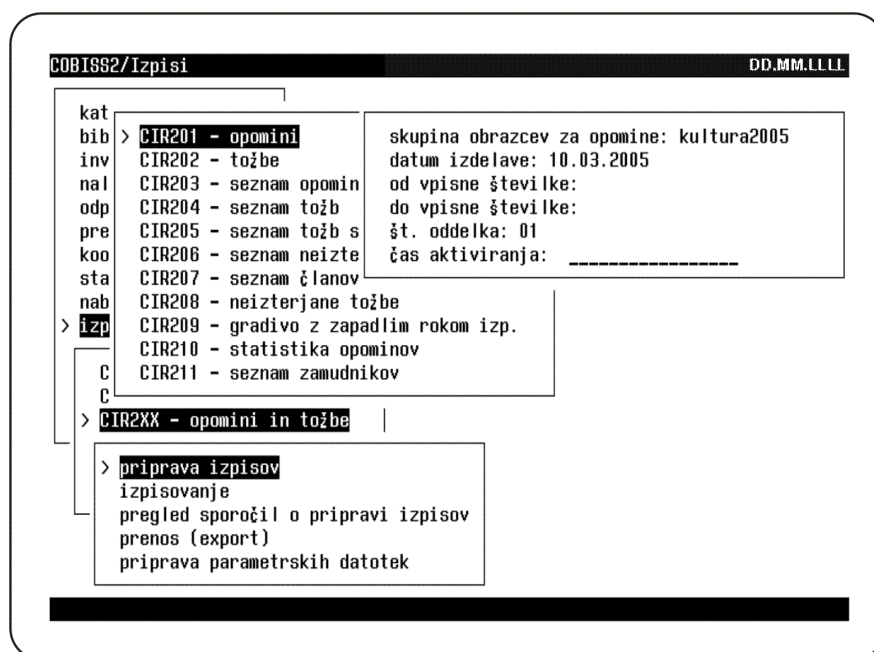 COBISS2/Izpisi DD.MM.LLLL
kat
bib > CIR201 - opomini
inv CIR202 - tožbe
nal CIR203 - seznam opomin
odp CIR204 - seznam tožb
pre CIR205 - seznam tožb s
koo CIR206 - seznam neizte
sta CIR207 - seznam članov
nab CIR208 - neizterjane tožbe
> izp CIR209 - gradivo z zapadlim rokom izp.
CIR210 - statistika opominov
C CIR211 - seznam zamudnikov
C
skupina obrazcev za opomine: kultura2005
datum izdelave: 10.03.2005
od vpisne številke:
do vpisne številke:
št. oddelka: 01
čas aktiviranja: _________________
> CIR2XX - opomini in tožbe
> priprava izpisov
izpisovanje
pregled sporočil o pripravi izpisov
prenos (export)
priprava parametrskih datotek